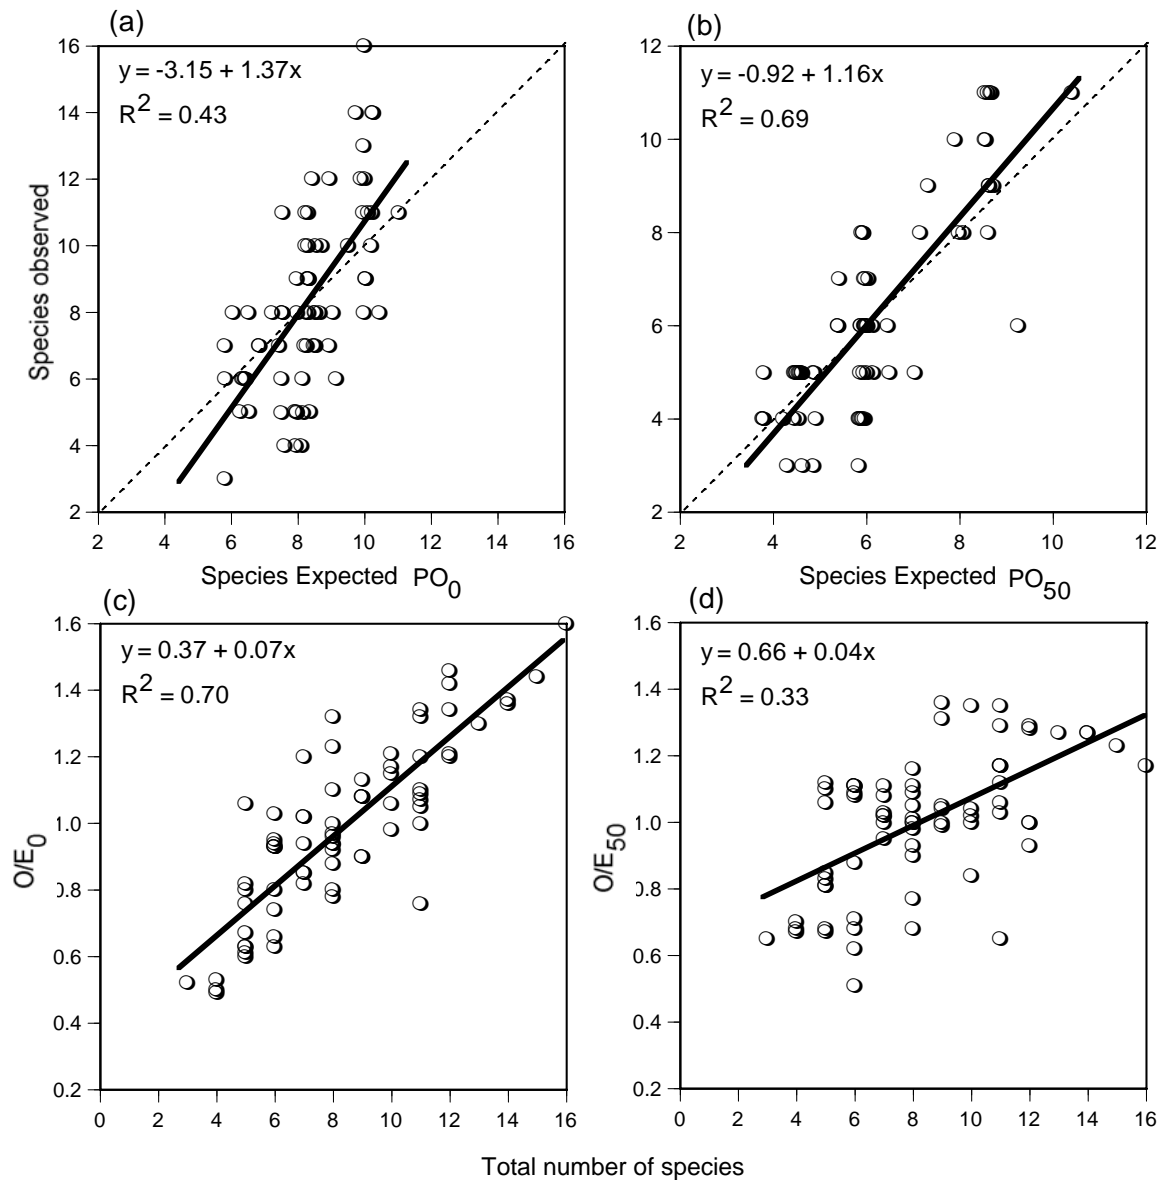 (a)
y = -3.15 + 1.37x
R2 = 0.43
16
14
12
10
8
6
4
2
Species observed
2 4 6 8 10 12 14 16
Species Expected PO0
(b)
y = -0.92 + 1.16x
R2 = 0.69
12
10
8
6
4
2
2 4 6 8 10 12
Species Expected PO50
(c)
y = 0.37 + 0.07x
R2 = 0.70
1.6
1.4
1.2
1.0
0.8
0.6
0.4
0.2
O/E0
0 2 4 6 8 10 12 14 16
(d)
y = 0.66 + 0.04x
R2 = 0.33
1.6
1.4
1.2
1.0
0.8
0.6
0.4
0.2
O/E50
0 2 4 6 8 10 12 14 16
Total number of species